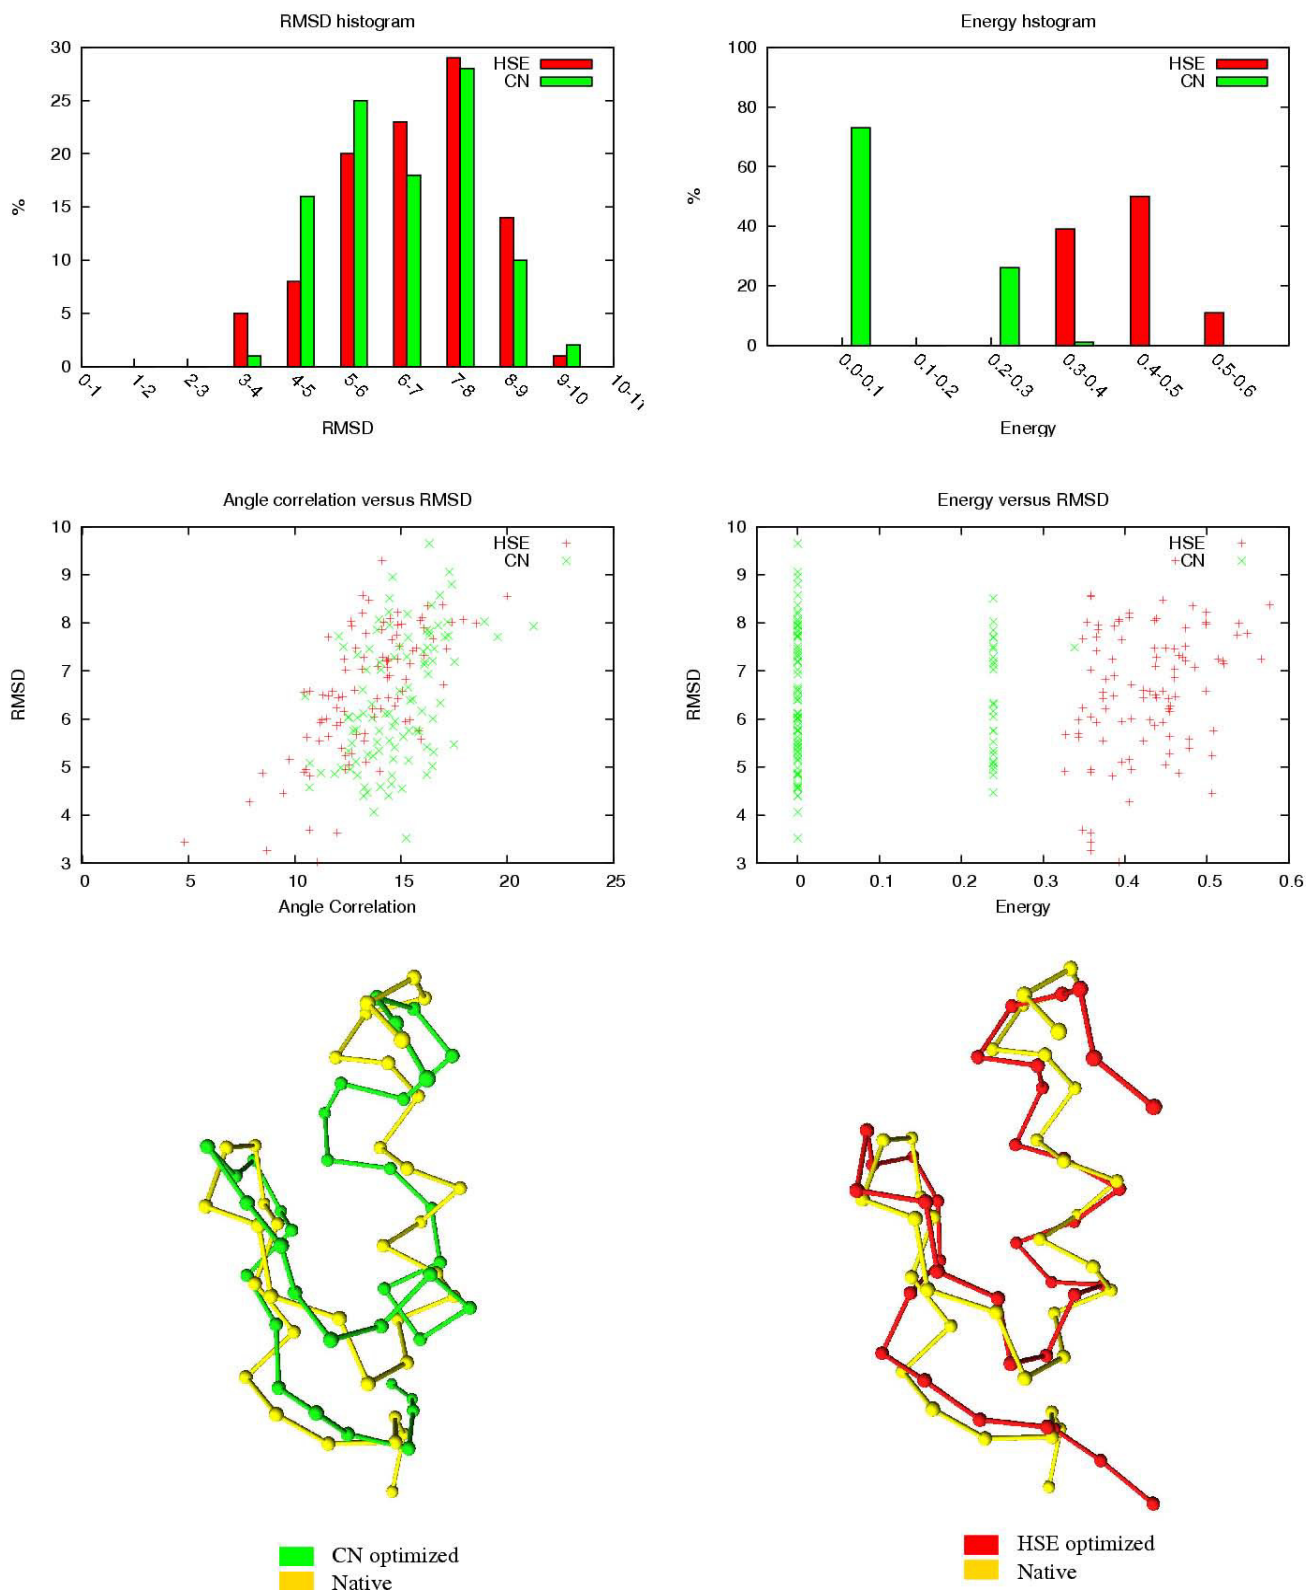 RMSD histogram
30
25
20
15
10
5
0
%
HSE
CN
0-1
1-2
2-3
3-4
4-5
5-6
6-7
7-8
8-9
9-10
10-11
RMSD
Energy hstogram
100
80
60
40
20
0
%
HSE
CN
0.0-0.1
0.1-0.2
0.2-0.3
0.3-0.4
0.4-0.5
0.5-0.6
Energy
Angle correlation versus RMSD
10
9
8
7
6
5
4
3
RMSD
HSE
CN
0
5
10
15
20
25
Angle Correlation
Energy versus RMSD
10
9
8
7
6
5
4
3
RMSD
HSE
CN
0
0.1
0.2
0.3
0.4
0.5
0.6
Energy
CN optimized
Native
HSE optimized
Native